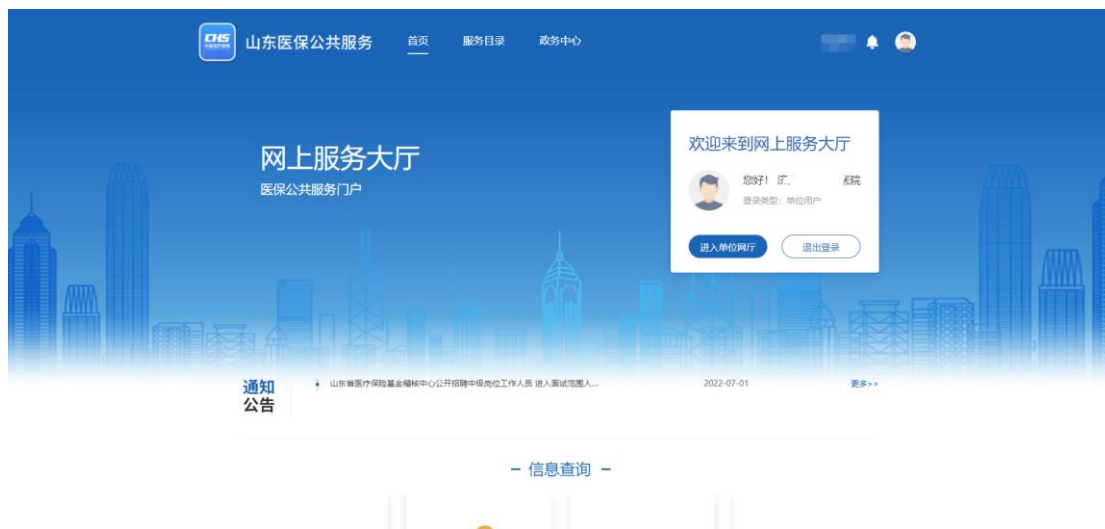 CHS
山东医保公共服务
首页
服务目录
政务中心
网上服务大厅
医保公共服务门户
欢迎来到网上服务大厅
您好！济
院
登录类型：单位用户
进入单位网厅
退出登录
通知
公告
山东省医疗保险基金稽核中心公开招聘中级岗位工作人员 进入面试范围人...
2022-07-01
更多>>
- 信息查询 -